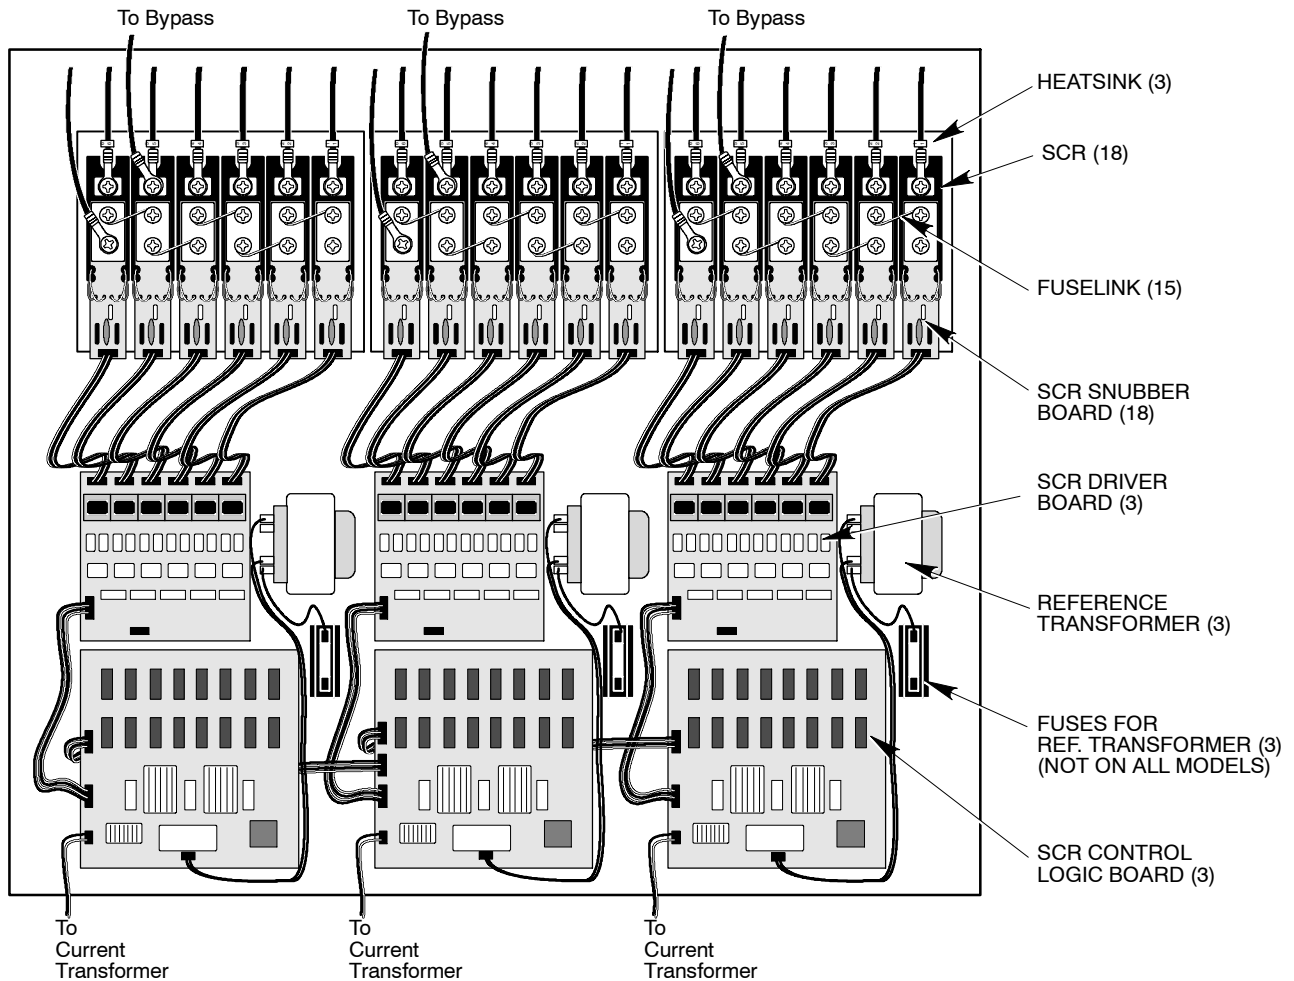 To Bypass
To Bypass
To Bypass
HEATSINK (3)
SCR (18)
FUSELINK (15)
SCR SNUBBER
BOARD (18)
SCR DRIVER
BOARD (3)
REFERENCE
TRANSFORMER (3)
FUSES FOR
REF. TRANSFORMER (3)
(NOT ON ALL MODELS)
SCR CONTROL
LOGIC BOARD (3)
To
Current
Transformer
To
Current
Transformer
To
Current
Transformer